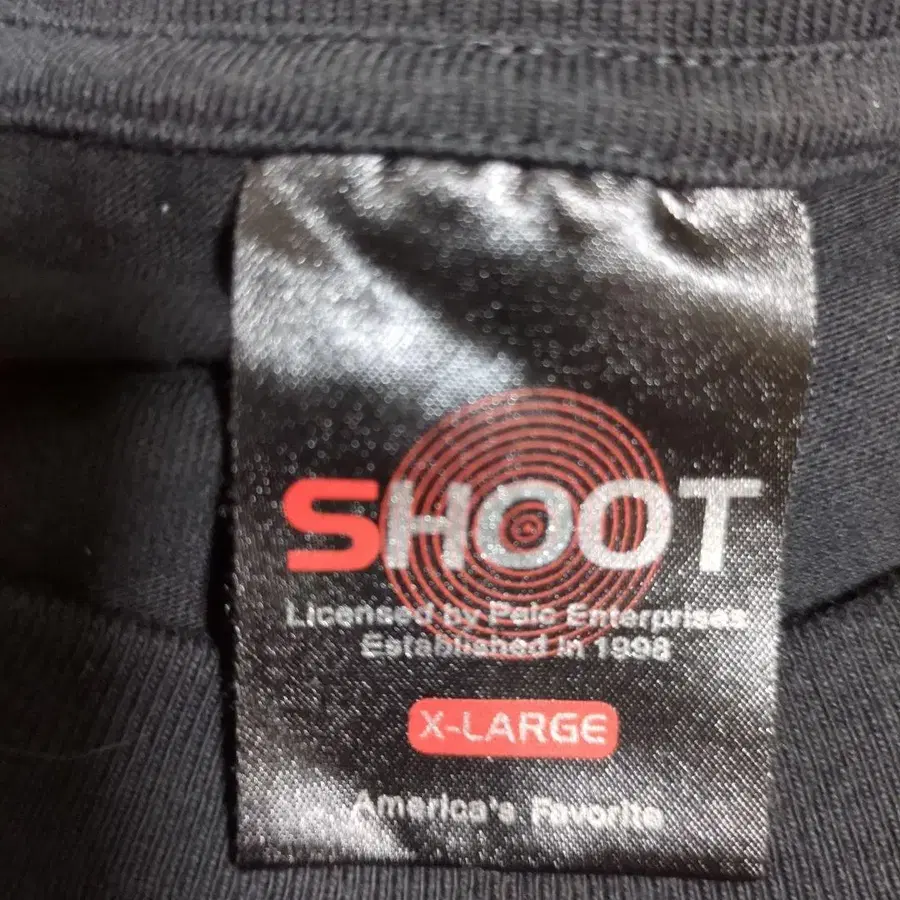 SHOOT
Licensed by Pele Enterprises
Established in 1998
X-LARGE
America's Favorite